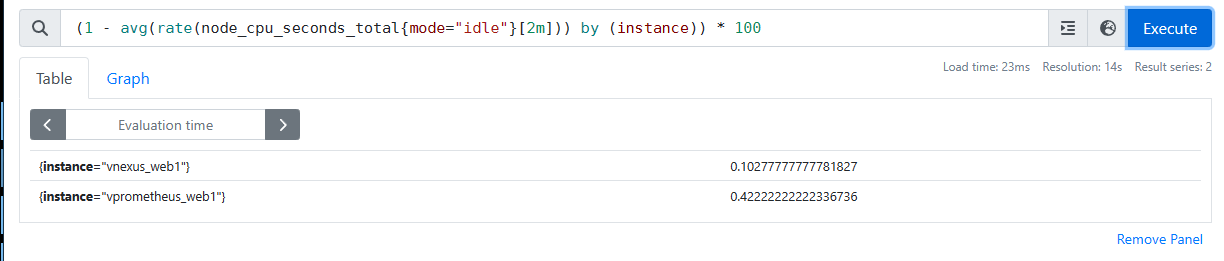 (1 - avg(rate(node_cpu_seconds_total{mode="idle"}[2m])) by (instance)) * 100
Execute
Table
Graph
Load time: 23ms Resolution: 14s Result series: 2
Evaluation time
{instance="vnexus_web1"} 0.10277777777781827
{instance="vprometheus_web1"} 0.42222222222336736
Remove Panel